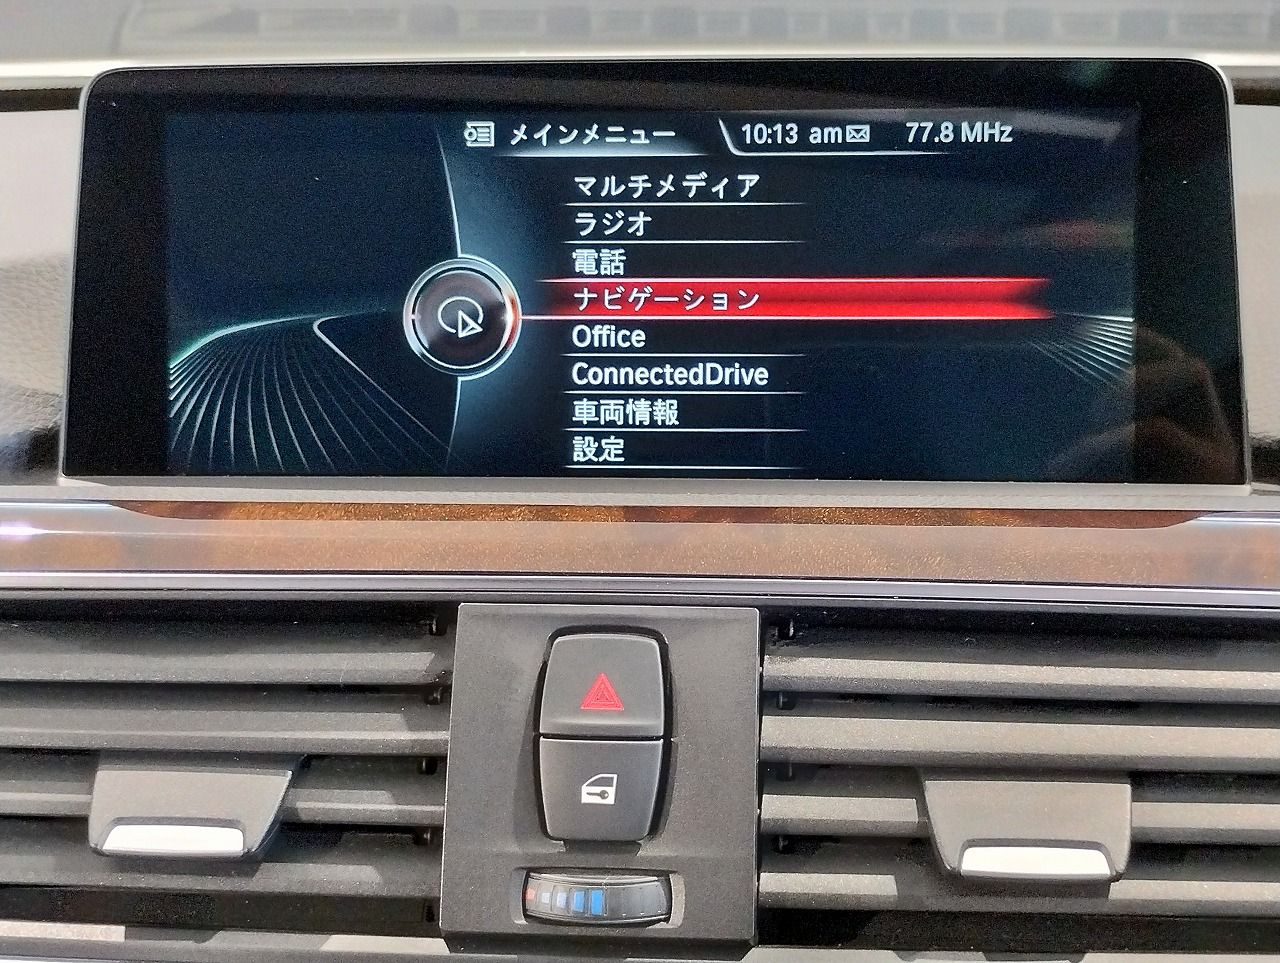 メインメニュー 10:13 am 77.8 MHz
マルチメディア
ラジオ
電話
ナビゲーション
Office
ConnectedDrive
車両情報
設定